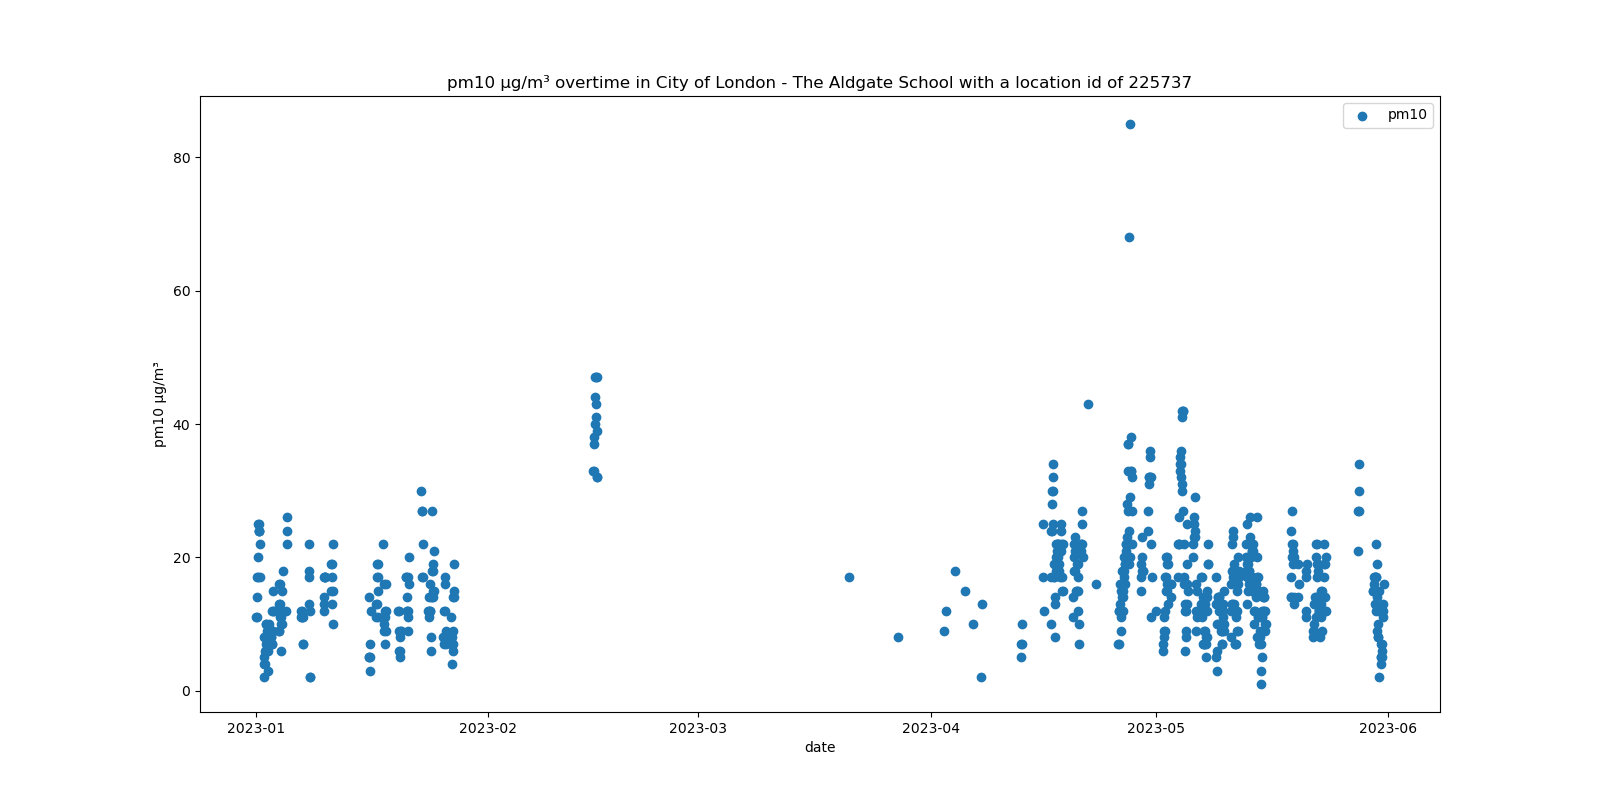 pm10 µg/m³ overtime in City of London - The Aldgate School with a location id of 225737
pm10
80
60
40
20
0
pm10 µg/m³
2023-01 2023-02 2023-03 2023-04 2023-05 2023-06
date